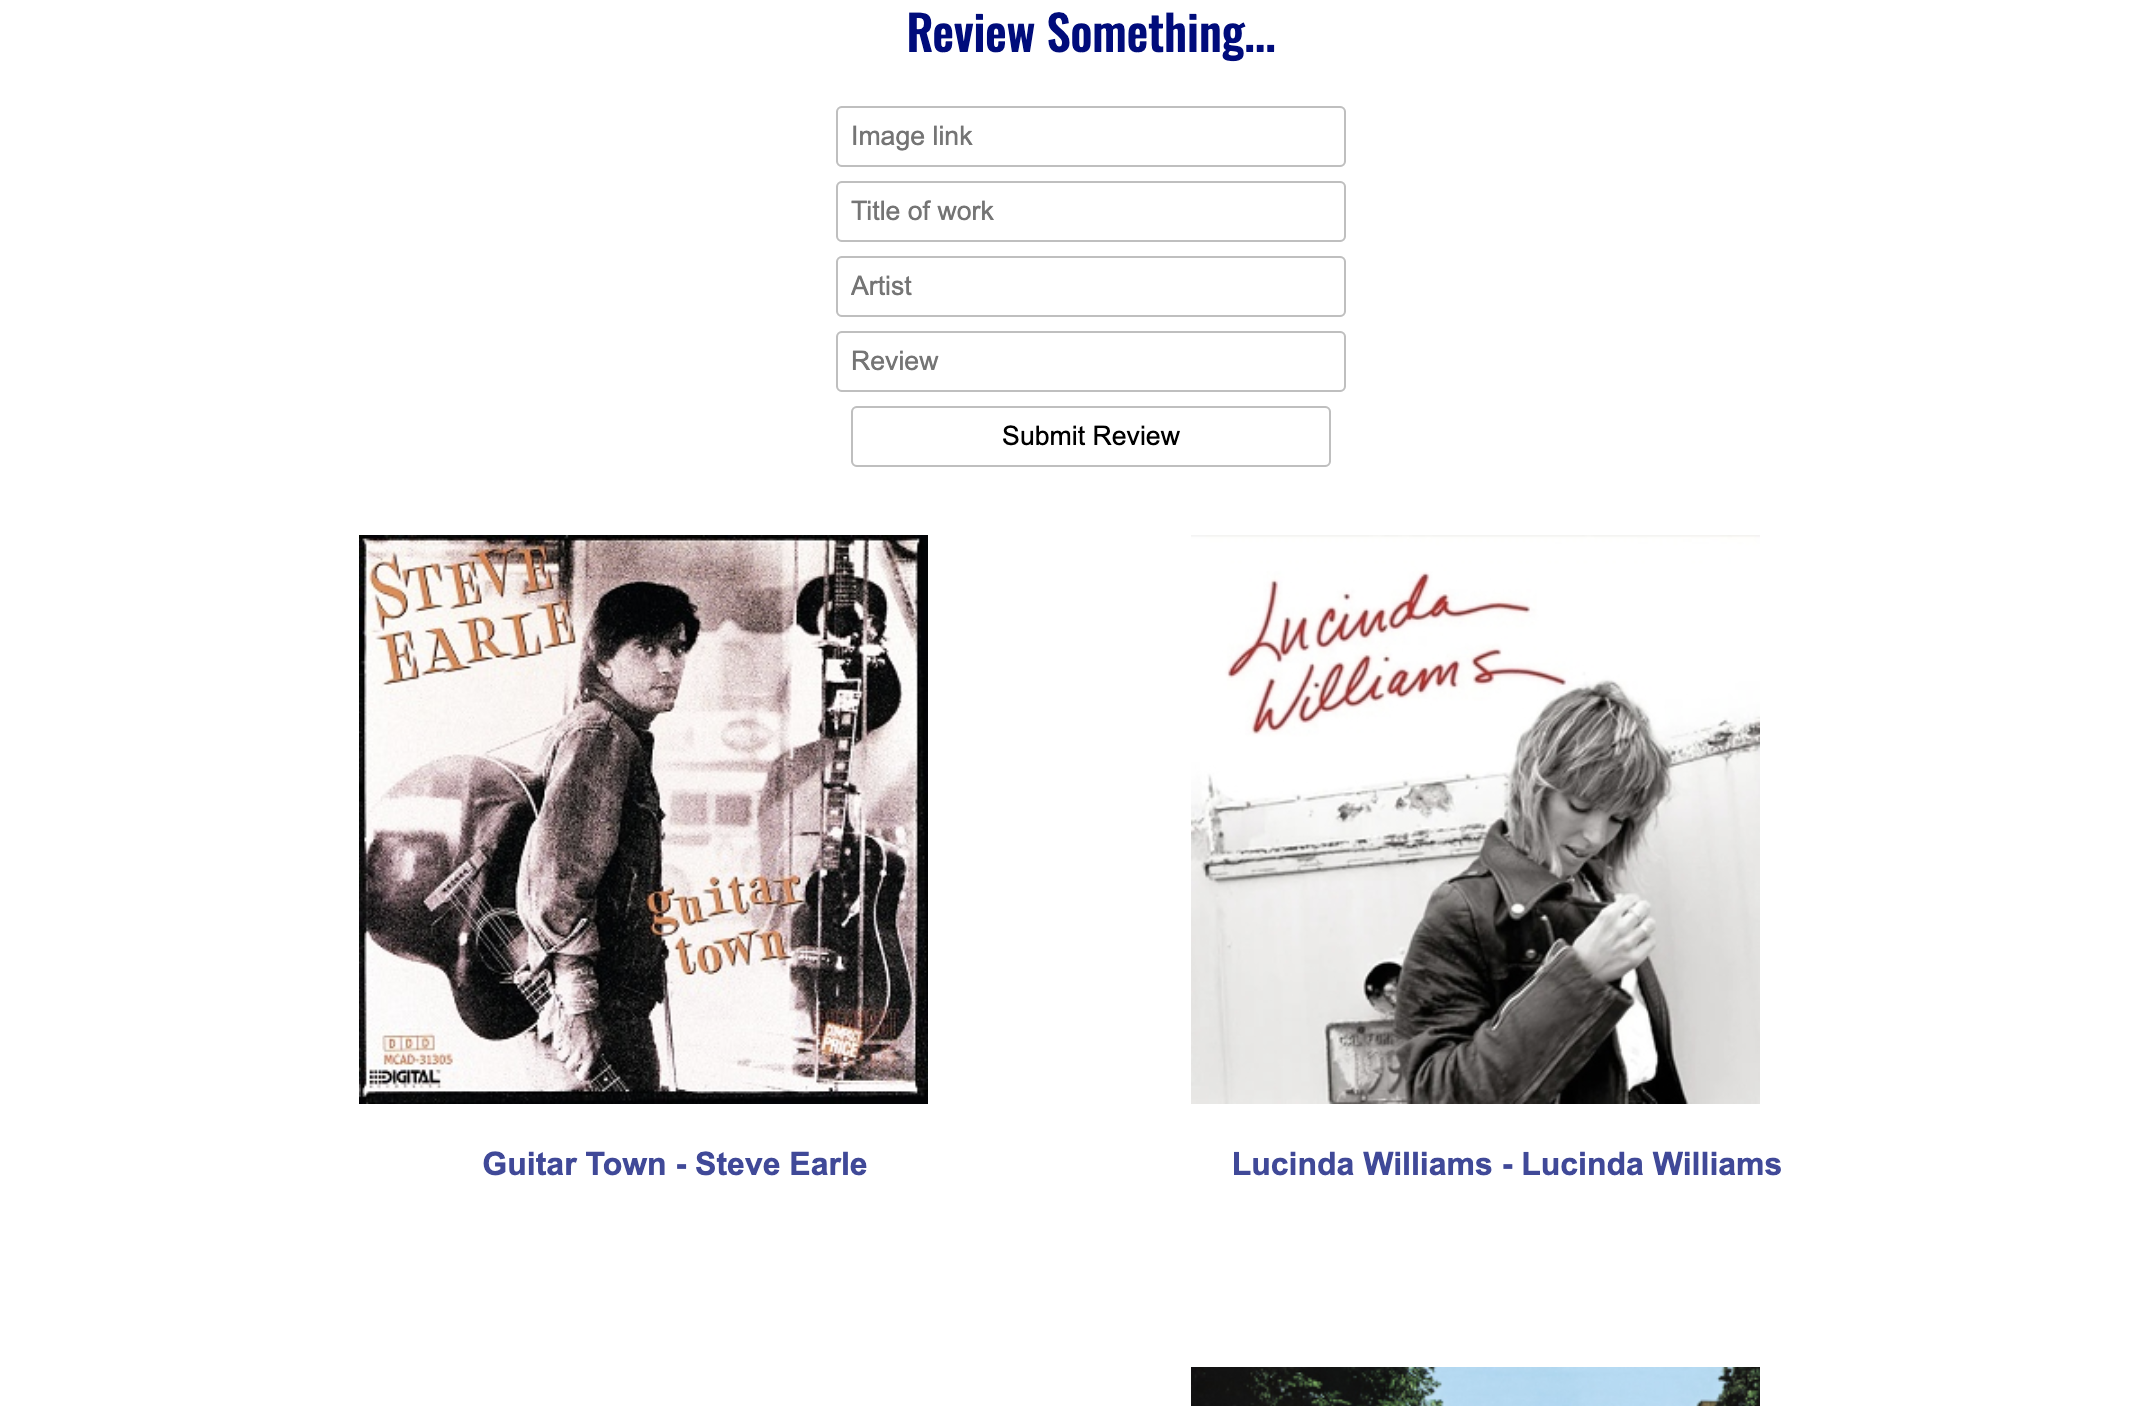 Review Something...
Image link
Title of work
Artist
Review
Submit Review
STEVE
EARLE
guitar
town
DDD
MCAD-31305
DIGITAL
Lucinda
Williams
Guitar Town - Steve Earle
Lucinda Williams - Lucinda Williams